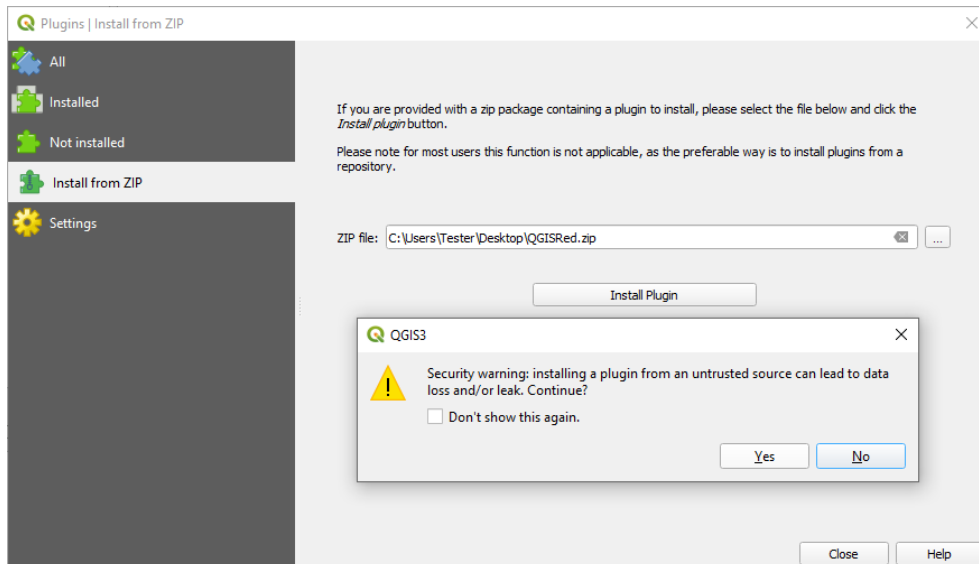 Plugins | Install from ZIP
All
Installed
Not installed
Install from ZIP
Settings
If you are provided with a zip package containing a plugin to install, please select the file below and click the
Install plugin button.
Please note for most users this function is not applicable, as the preferable way is to install plugins from a
repository.
ZIP file: C:\Users\Tester\Desktop\QGISRed.zip ...
Install Plugin
QGIS3
Security warning: installing a plugin from an untrusted source can lead to data
loss and/or leak. Continue?
Don't show this again.
Yes No
Close Help